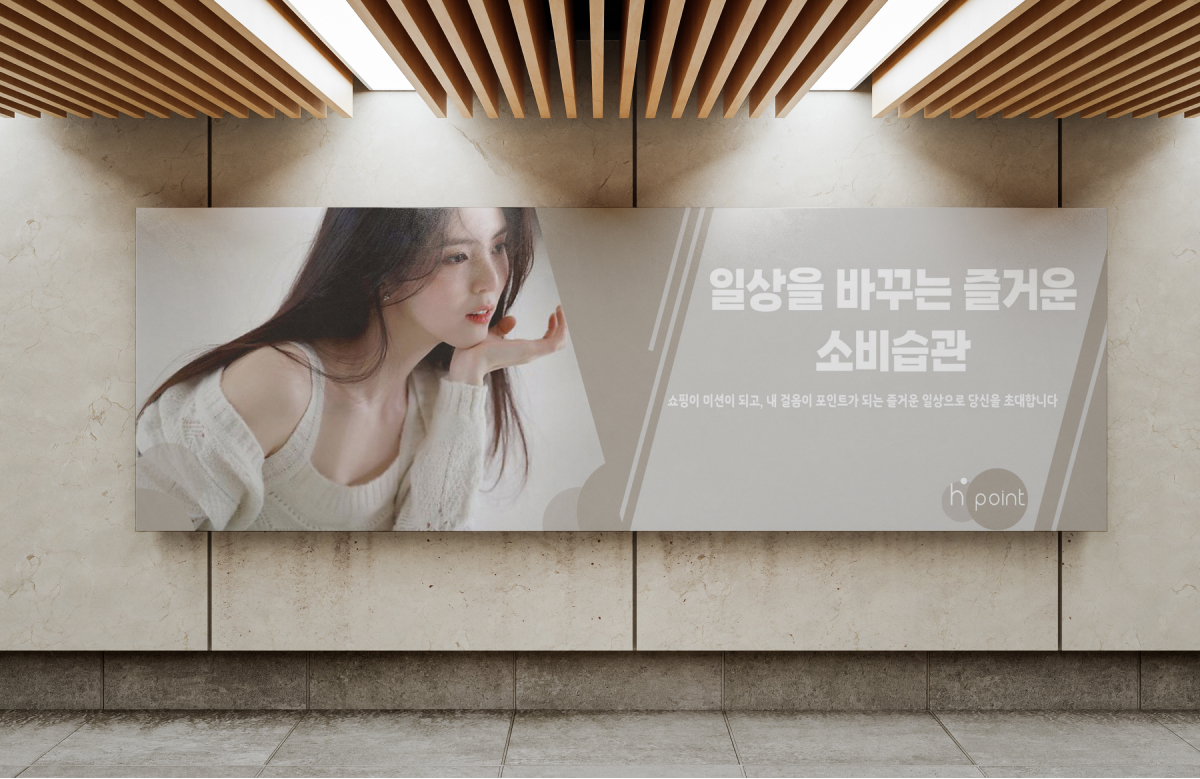 일상을 바꾸는 즐거운
소비습관
쇼핑이 미션이 되고, 내 걸음이 포인트가 되는 즐거운 일상으로 당신을 초대합니다
hi point